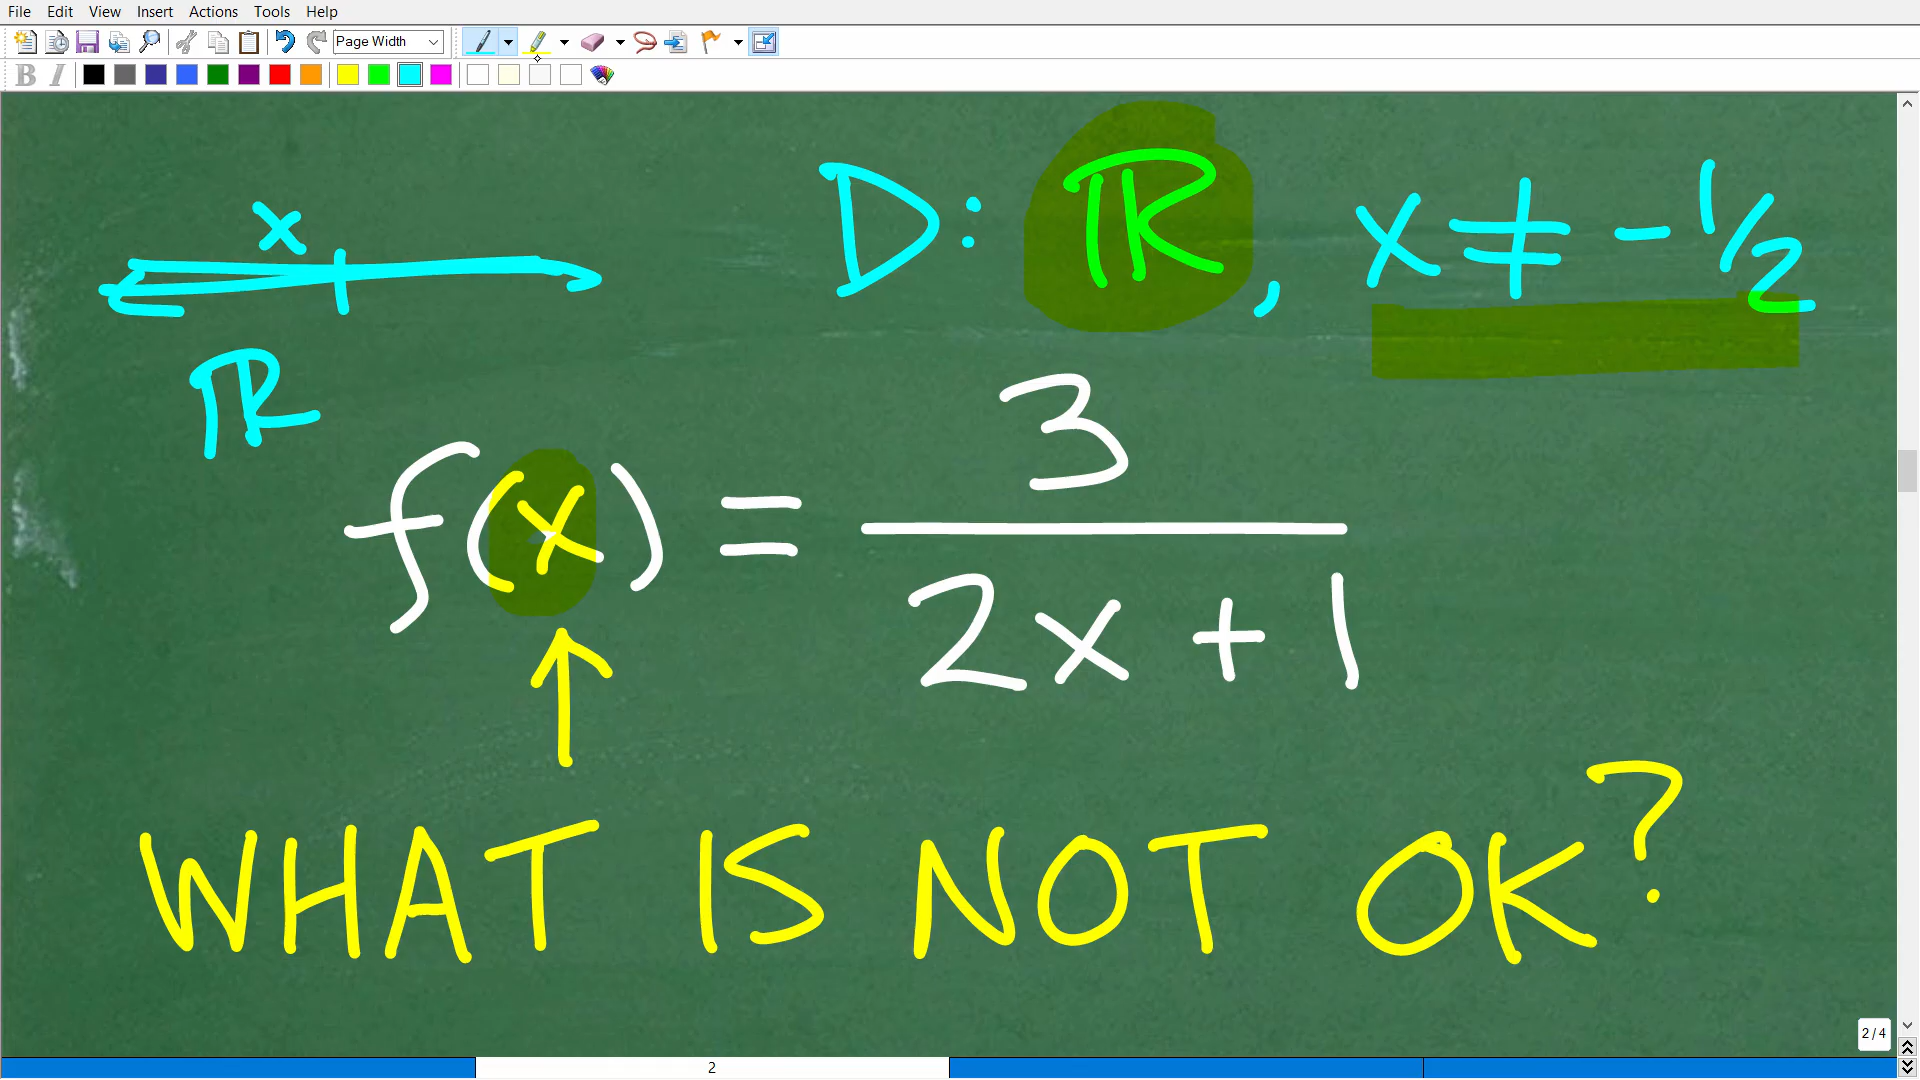 File Edit View Insert Actions Tools Help
Page Width
B I
x
D: ℝ, x ≠ - 1/2
ℝ
f(x) = 3
2x + 1
WHAT IS NOT OK?
2 / 4
2